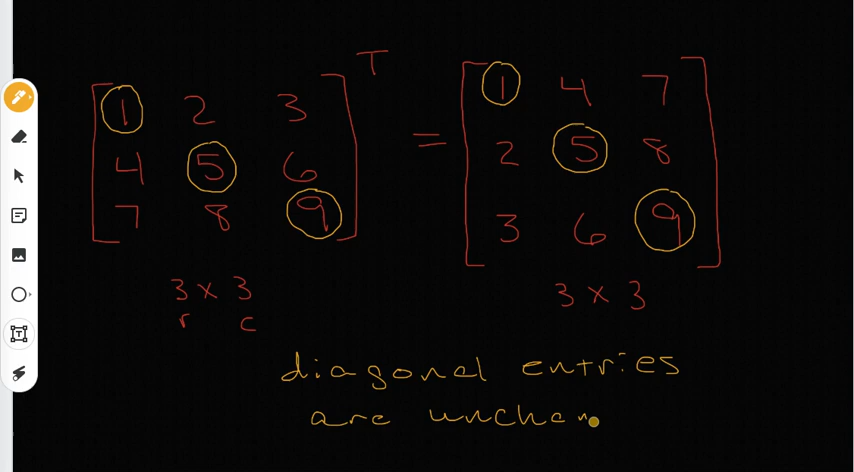 1 2 3 T 1 4 7
4 5 6 = 2 5 8
7 8 9 3 6 9
3 x 3 3 x 3
r c
diagonal entries
are unchan